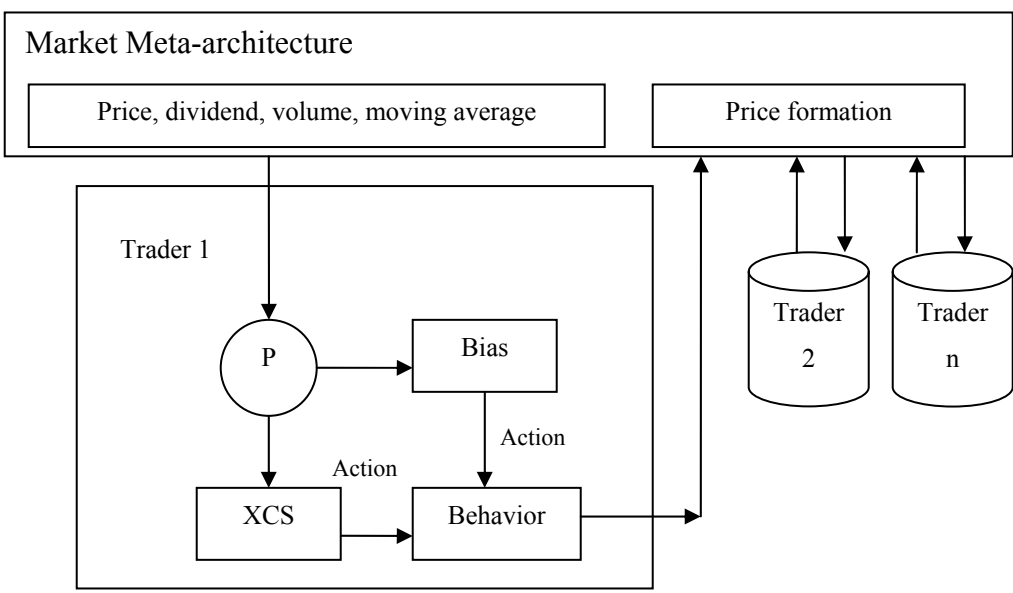 Market Meta-architecture
Price, dividend, volume, moving average
Price formation
Trader 1
Trader
2
Trader
n
P
Bias
Action
Action
XCS
Behavior